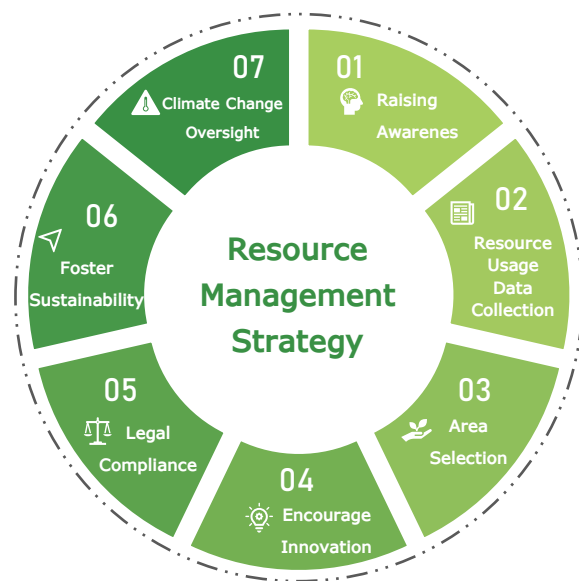 Resource
Management
Strategy
01
Raising
Awarenes
02
Resource
Usage
Data
Collection
03
Area
Selection
04
Encourage
Innovation
05
Legal
Compliance
06
Foster
Sustainability
07
Climate Change
Oversight